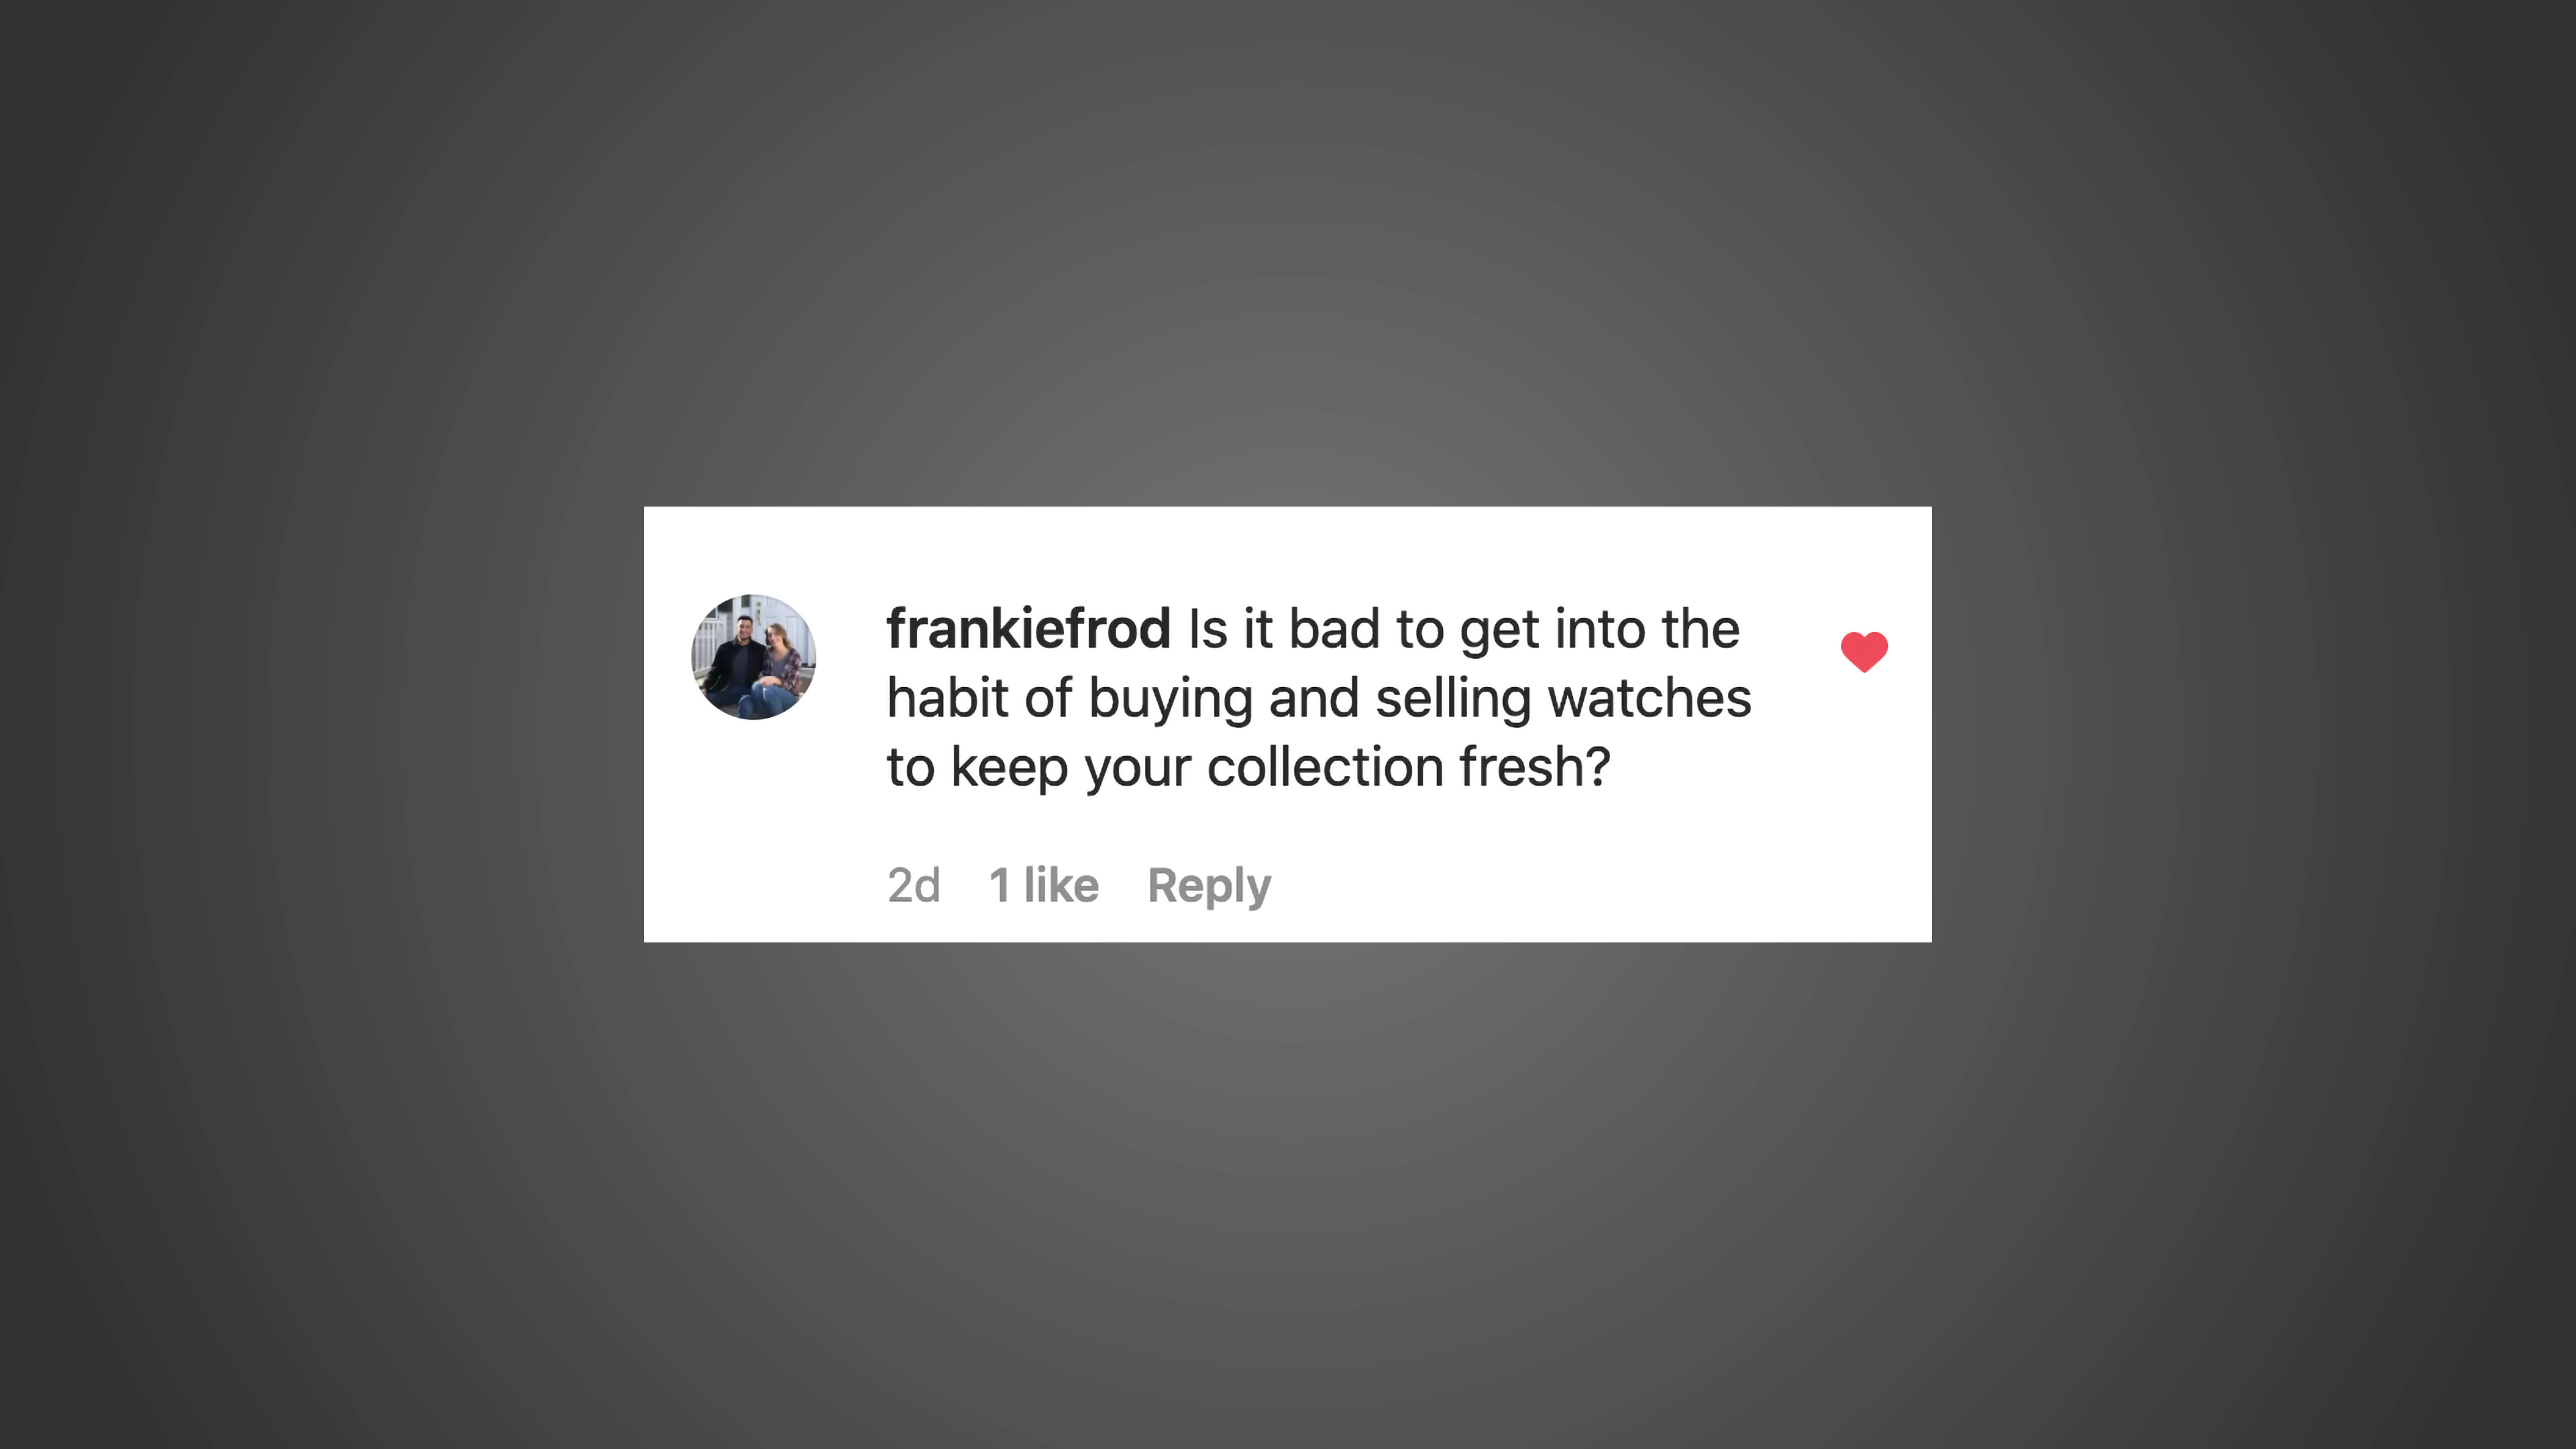 frankiefrod Is it bad to get into the
habit of buying and selling watches
to keep your collection fresh?
2d 1 like Reply